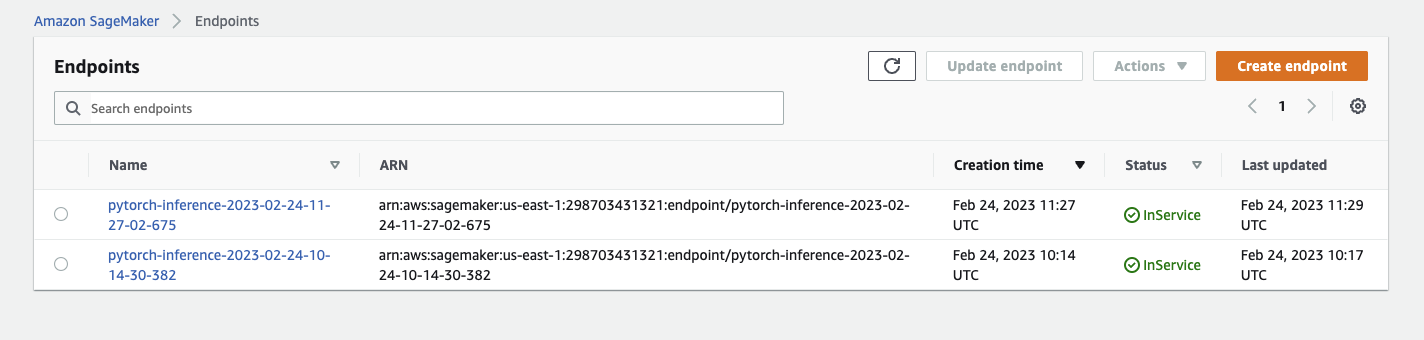 Amazon SageMaker > Endpoints
Endpoints
Update endpoint
Actions
Create endpoint
Search endpoints
1
Name
ARN
Creation time
Status
Last updated
pytorch-inference-2023-02-24-11-
27-02-675
arn:aws:sagemaker:us-east-1:298703431321:endpoint/pytorch-inference-2023-02-
24-11-27-02-675
Feb 24, 2023 11:27
UTC
InService
Feb 24, 2023 11:29
UTC
pytorch-inference-2023-02-24-10-
14-30-382
arn:aws:sagemaker:us-east-1:298703431321:endpoint/pytorch-inference-2023-02-
24-10-14-30-382
Feb 24, 2023 10:14
UTC
InService
Feb 24, 2023 10:17
UTC